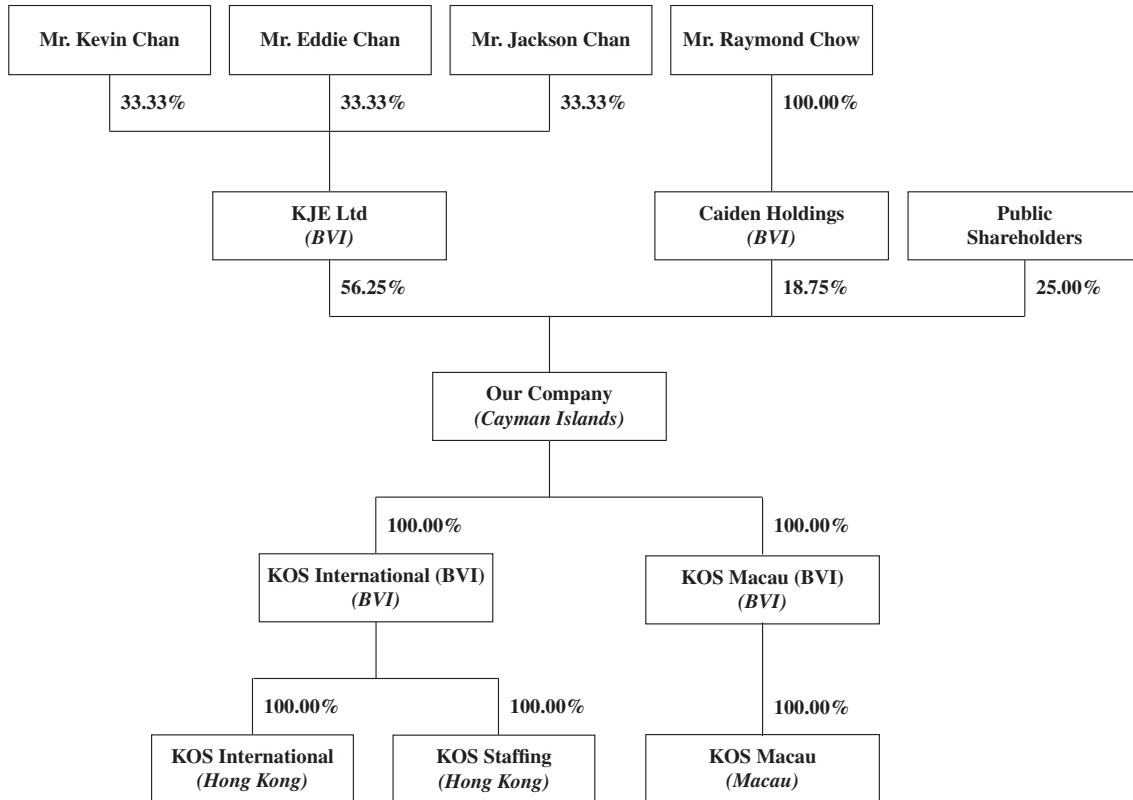 Mr. Kevin Chan
Mr. Eddie Chan
Mr. Jackson Chan
Mr. Raymond Chow
33.33%
33.33%
33.33%
100.00%
KJE Ltd
(BVI)
Caiden Holdings
(BVI)
Public
Shareholders
56.25%
18.75%
25.00%
Our Company
(Cayman Islands)
100.00%
100.00%
KOS International (BVI)
(BVI)
KOS Macau (BVI)
(BVI)
100.00%
100.00%
100.00%
KOS International
(Hong Kong)
KOS Staffing
(Hong Kong)
KOS Macau
(Macau)